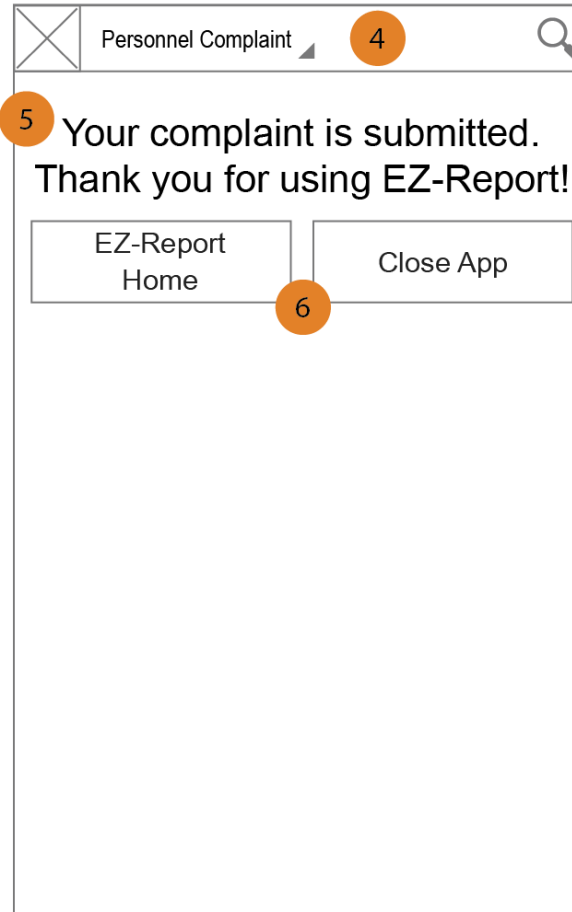 Personnel Complaint
4
5
Your complaint is submitted.
Thank you for using EZ-Report!
EZ-Report
Home
Close App
6